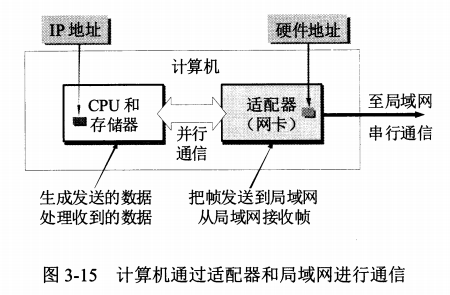 IP 地址
硬件地址
计算机
CPU 和
存储器
并行
通信
适配器
（网卡）
至局域网
串行通信
生成发送的数据
处理收到的数据
把帧发送到局域网
从局域网接收帧
图 3-15 计算机通过适配器和局域网进行通信